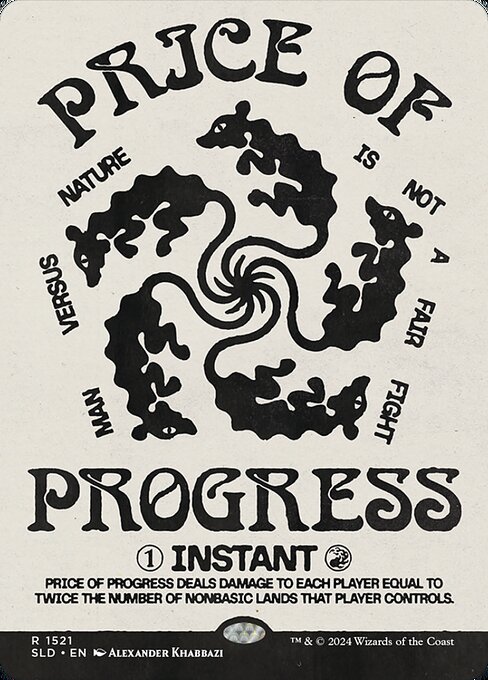 PRICE OF
MAN VERSUS NATURE
IS NOT A FAIR FIGHT
PROGRESS
1 INSTANT
PRICE OF PROGRESS DEALS DAMAGE TO EACH PLAYER EQUAL TO
TWICE THE NUMBER OF NONBASIC LANDS THAT PLAYER CONTROLS.
R 1521
SLD • EN ALEXANDER KHABBAZI
™ & © 2024 Wizards of the Coast